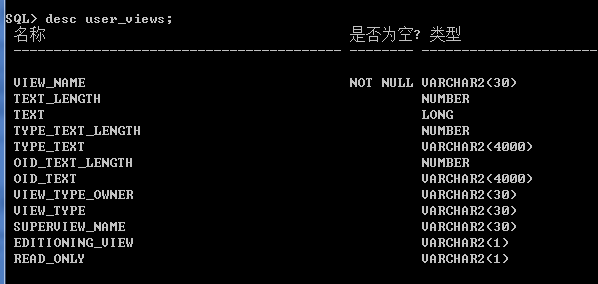 SQL> desc user_views;
名称 是否为空? 类型
----------------------------------------- -------- ----------------------
VIEW_NAME NOT NULL VARCHAR2(30)
TEXT_LENGTH NUMBER
TEXT LONG
TYPE_TEXT_LENGTH NUMBER
TYPE_TEXT VARCHAR2(4000)
OID_TEXT_LENGTH NUMBER
OID_TEXT VARCHAR2(4000)
VIEW_TYPE_OWNER VARCHAR2(30)
VIEW_TYPE VARCHAR2(30)
SUPERVIEW_NAME VARCHAR2(30)
EDITIONING_VIEW VARCHAR2(1)
READ_ONLY VARCHAR2(1)